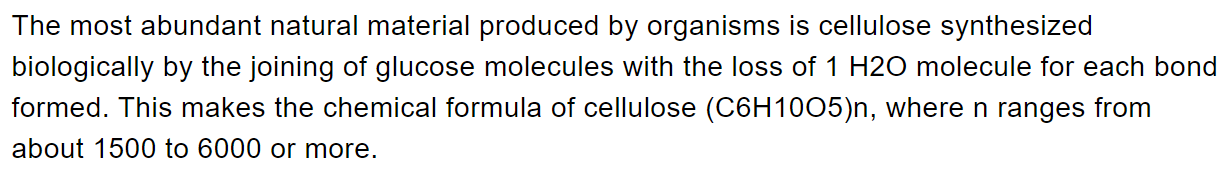 The most abundant natural material produced by organisms is cellulose synthesized
biologically by the joining of glucose molecules with the loss of 1 H2O molecule for each bond
formed. This makes the chemical formula of cellulose (C6H10O5)n, where n ranges from
about 1500 to 6000 or more.